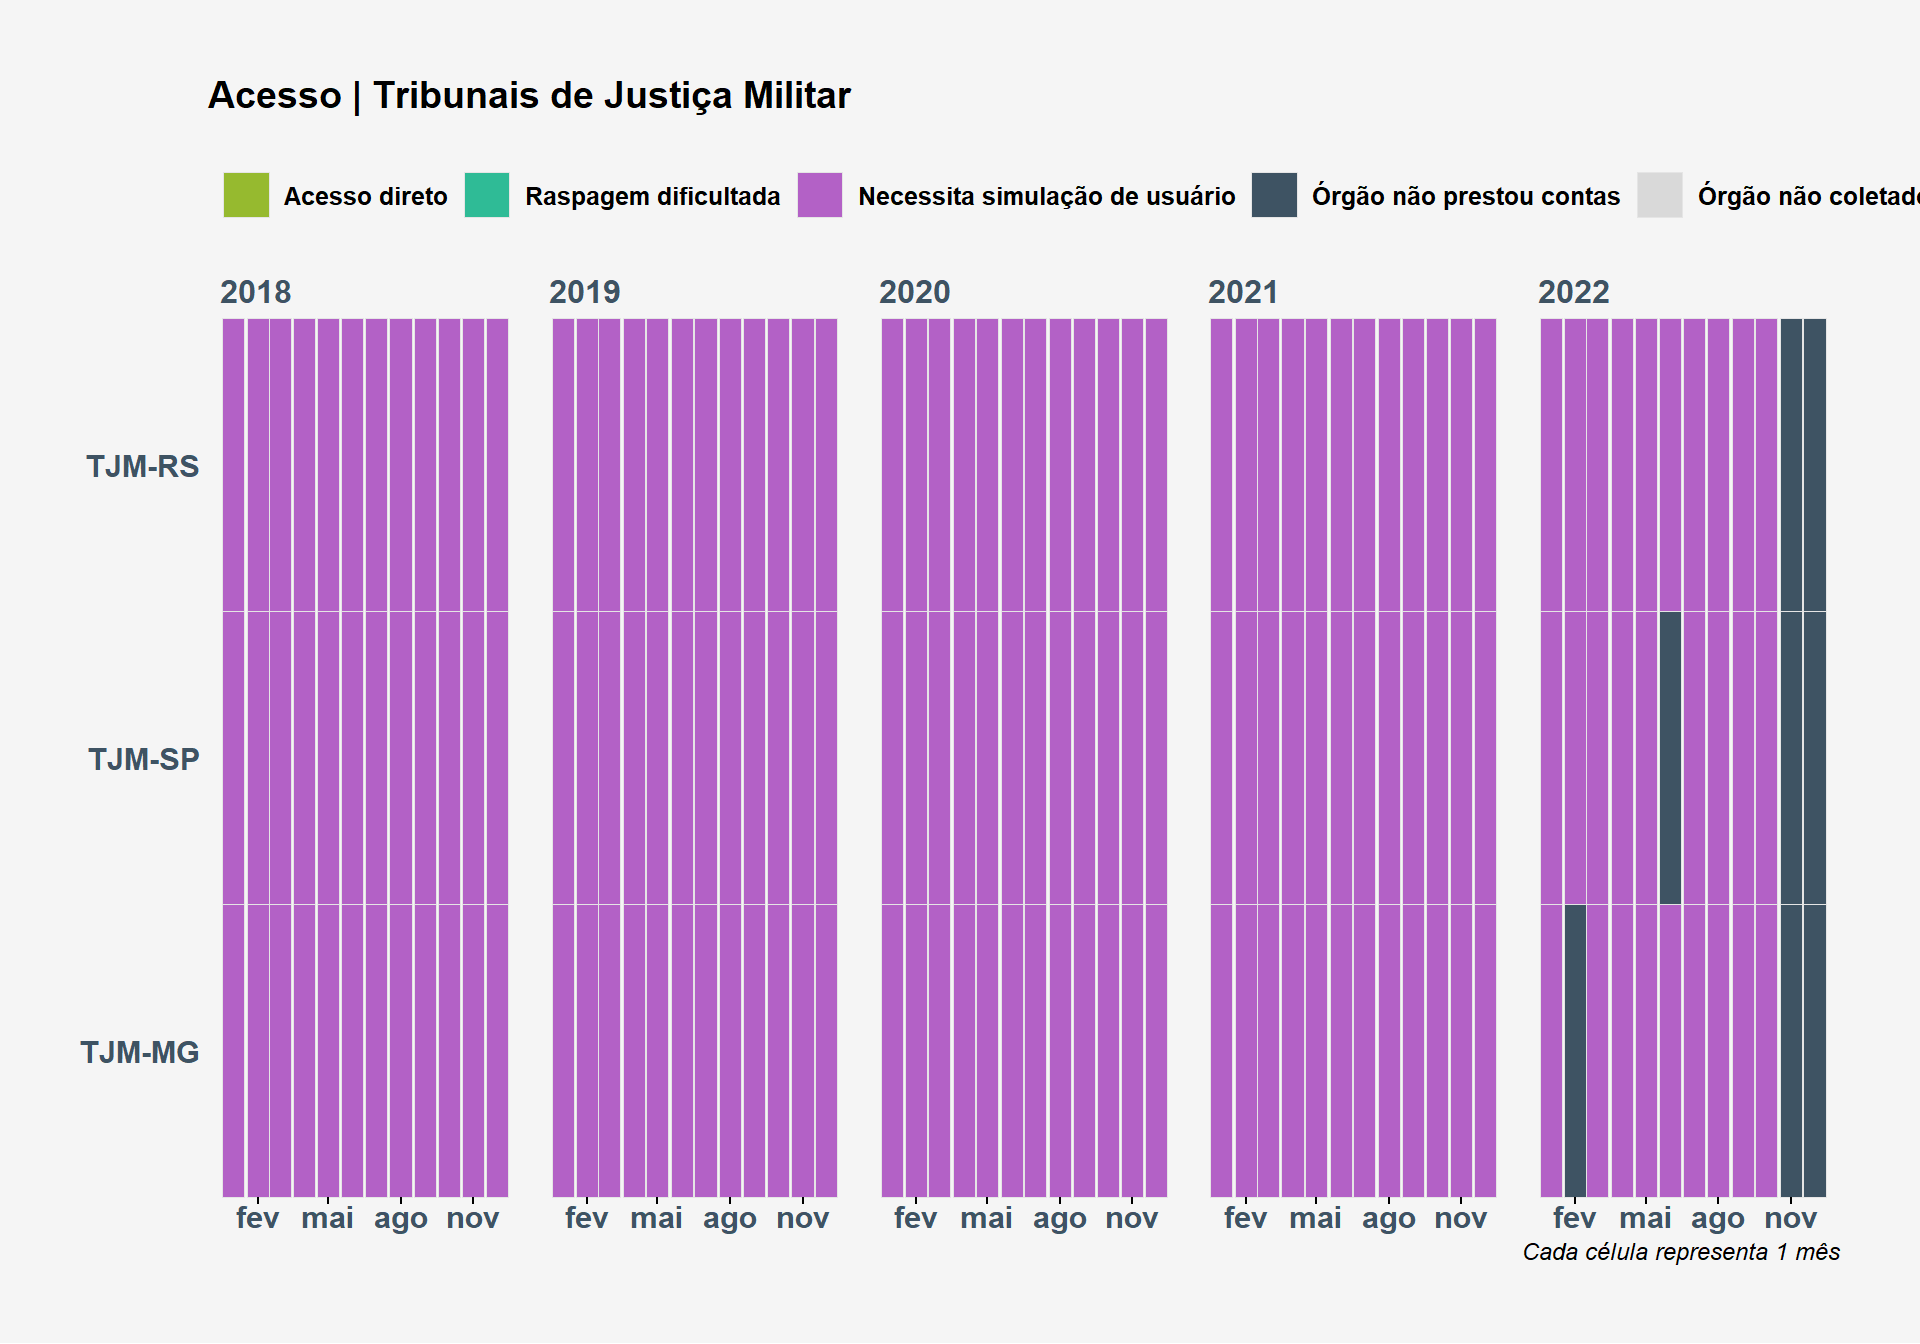 Acesso | Tribunais de Justiça Militar
Acesso direto Raspagem dificultada Necessita simulação de usuário Órgão não prestou contas Órgão não
2018 2019 2020 2021 2022
TJM-RS
TJM-SP
TJM-MG
fev mai ago nov fev mai ago nov fev mai ago nov fev mai ago nov fev mai ago nov
Cada célula representa 1 mês